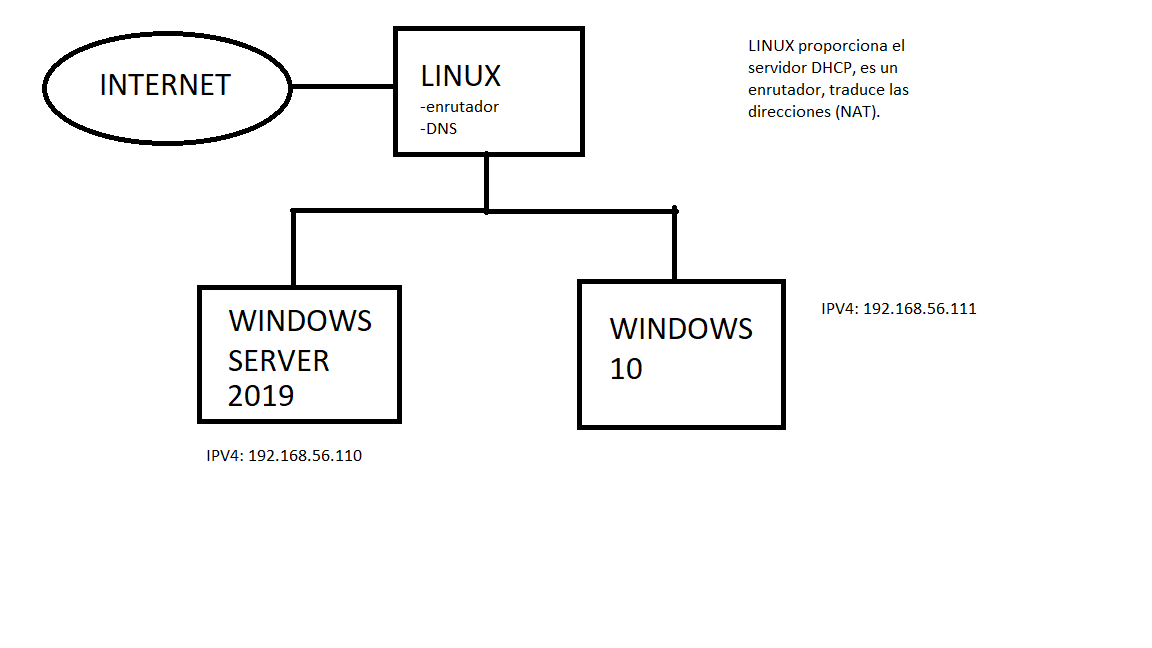 INTERNET
LINUX
-enrutador
-DNS
LINUX proporciona el
servidor DHCP, es un
enrutador, traduce las
direcciones (NAT).
WINDOWS
SERVER
2019
IPV4: 192.168.56.110
WINDOWS
10
IPV4: 192.168.56.111